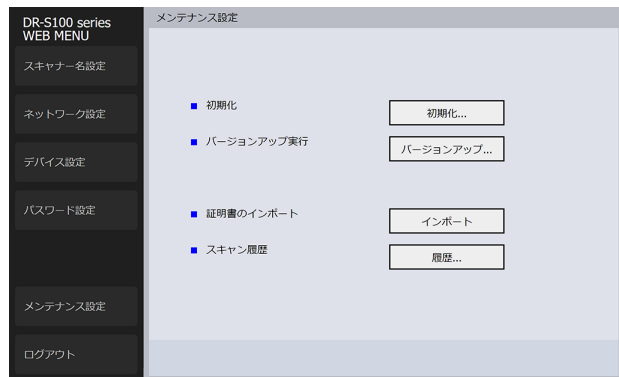 DR-S100 series
WEB MENU
スキャナー名設定
ネットワーク設定
デバイス設定
パスワード設定
メンテナンス設定
ログアウト
メンテナンス設定
初期化
初期化...
バージョンアップ実行
バージョンアップ...
証明書のインポート
インポート
スキャン履歴
履歴...